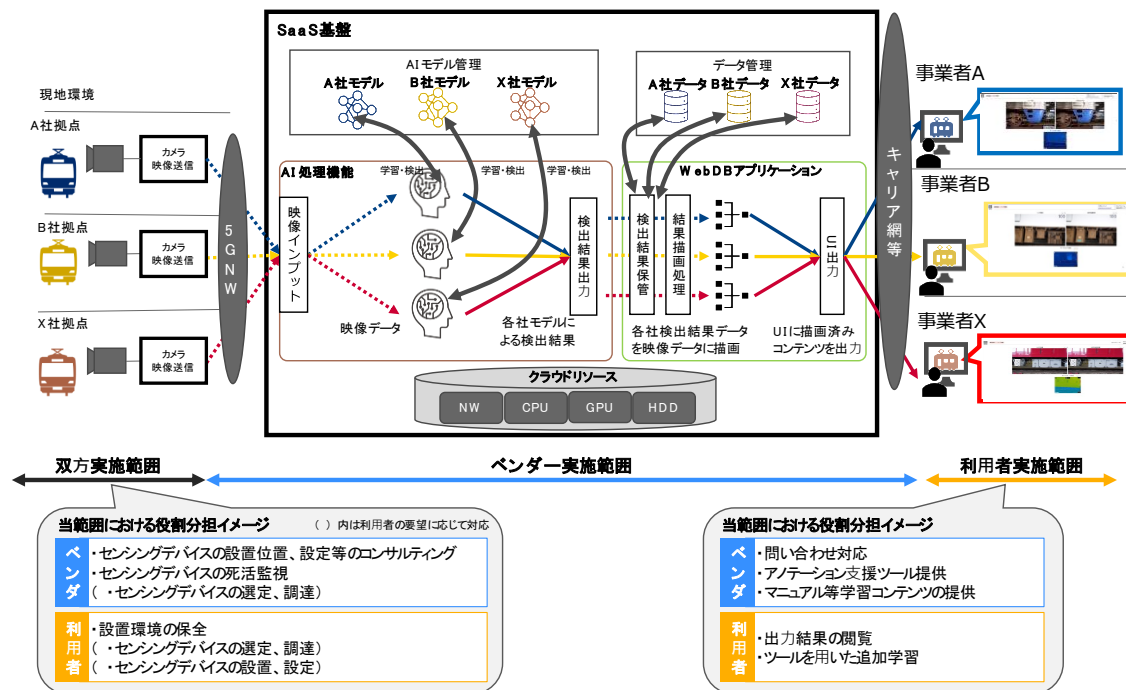 SaaS基盤
AIモデル管理
A社モデル
B社モデル
X社モデル
データ管理
A社データ
B社データ
X社データ
現地環境
A社拠点
カメラ
映像送信
B社拠点
カメラ
映像送信
X社拠点
カメラ
映像送信
5GNW
AI処理機能
学習・検出
学習・検出
学習・検出
映像インプット
映像データ
検出結果出力
各社モデルに
よる検出結果
WebDBアプリケーション
検出結果保管
結果描画処理
UI出力
各社検出結果データ
を映像データに描画
UIに描画済み
コンテンツを出力
キャリア網等
事業者A
事業者B
事業者X
クラウドリソース
NW
CPU
GPU
HDD
双方実施範囲
ベンダー実施範囲
利用者実施範囲
当範囲における役割分担イメージ
( )内は利用者の要望に応じて対応
ベンダ
・センシングデバイスの設置位置、設定等のコンサルティング
・センシングデバイスの死活監視
( ・センシングデバイスの選定、調達)
利用者
・設置環境の保全
( ・センシングデバイスの選定、調達)
( ・センシングデバイスの設置、設定)
当範囲における役割分担イメージ
ベンダ
・問い合わせ対応
・アノテーション支援ツール提供
・マニュアル等学習コンテンツの提供
利用者
・出力結果の閲覧
・ツールを用いた追加学習